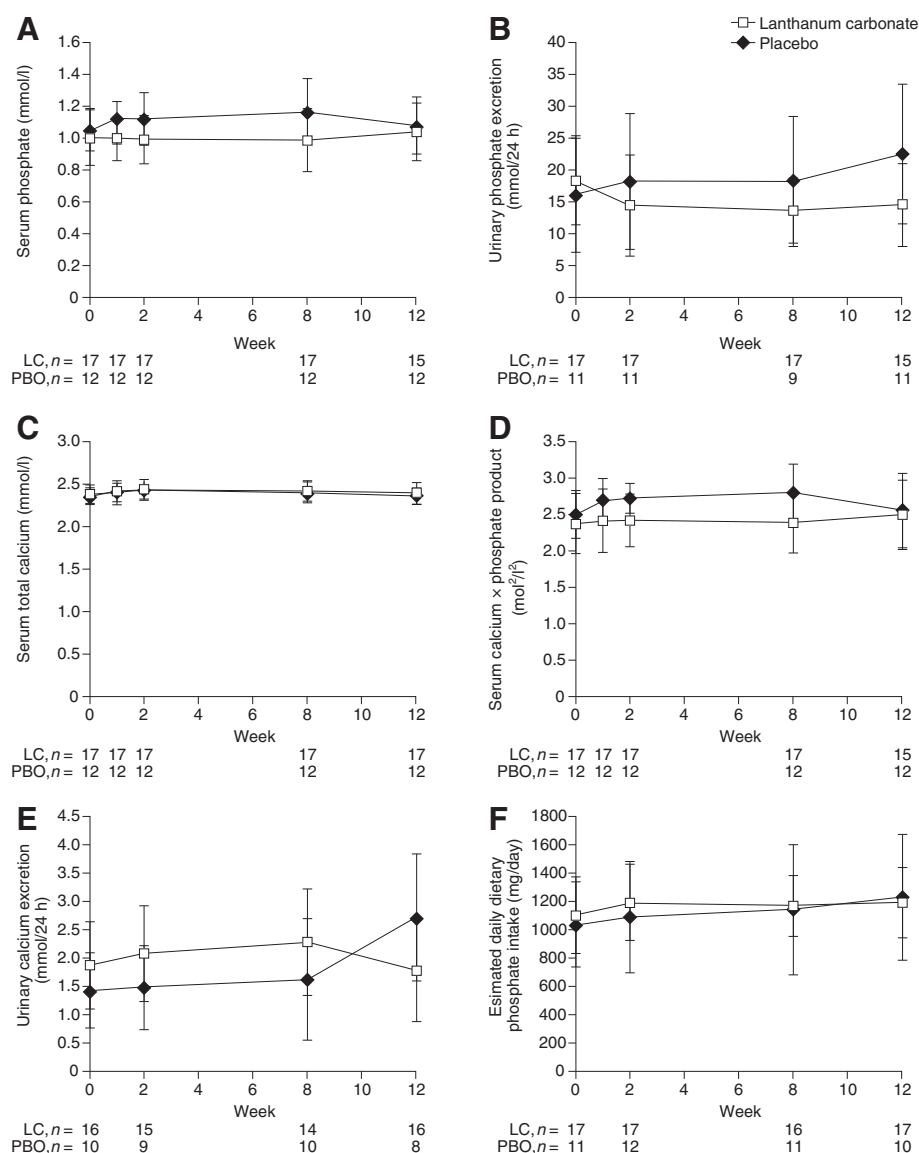 A
B
Lanthanum carbonate
Placebo
Serum phosphate (mmol/l)
1.6
1.4
1.2
1.0
0.8
0.6
0.4
0.2
0
0 2 4 6 8 10 12
Week
LC, n = 17 17 17 17 15
PBO, n = 12 12 12 12 12
Urinary phosphate excretion
(mmol/24 h)
40
35
30
25
20
15
10
5
0
0 2 4 6 8 10 12
Week
LC, n = 17 17 17 15
PBO, n = 11 11 9 11
C
Serum total calcium (mmol/l)
3.0
2.5
2.0
1.5
1.0
0.5
0
0 2 4 6 8 10 12
Week
LC, n = 17 17 17 17 17
PBO, n = 12 12 12 12 12
D
Serum calcium × phosphate product
(mol²/l²)
3.5
3.0
2.5
2.0
1.5
1.0
0.5
0
0 2 4 6 8 10 12
Week
LC, n = 17 17 17 17 15
PBO, n = 12 12 12 12 12
E
Urinary calcium excretion
(mmol/24 h)
4.5
4.0
3.5
3.0
2.5
2.0
1.5
1.0
0.5
0
0 2 4 6 8 10 12
Week
LC, n = 16 15 14 16
PBO, n = 10 9 10 8
F
Esimated daily dietary
phosphate intake (mg/day)
1800
1600
1400
1200
1000
800
600
400
200
0
0 2 4 6 8 10 12
Week
LC, n = 17 17 16 17
PBO, n = 11 12 11 10